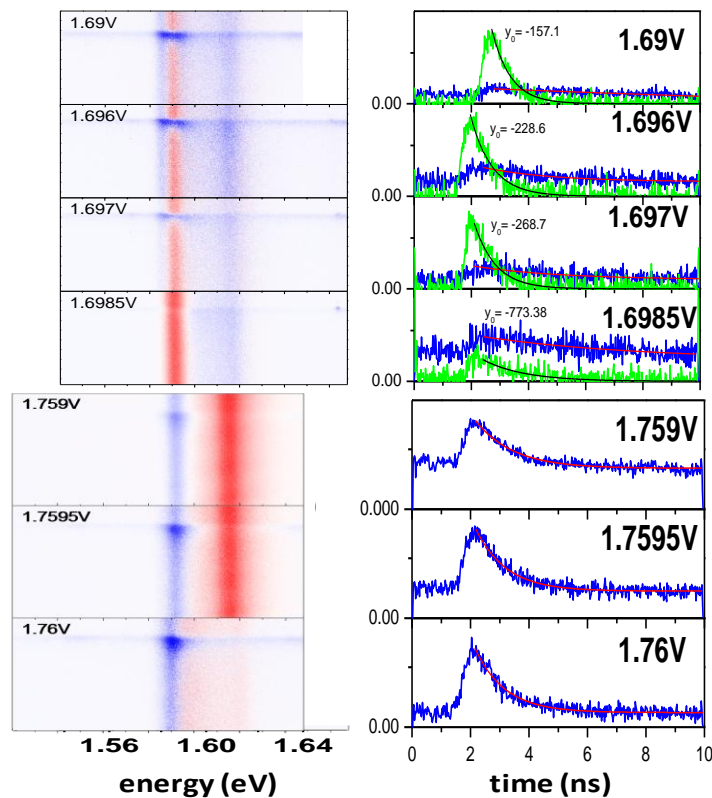 1.69V
1.696V
1.697V
1.6985V
1.759V
1.7595V
1.76V
1.56 1.60 1.64
energy (eV)
y0= -157.1
1.69V
0.00
y0= -228.6
1.696V
0.00
y0= -268.7
1.697V
0.00
y0= -773.38
1.6985V
0.00
1.759V
0.000
1.7595V
0.00
1.76V
0.00
0 2 4 6 8 10
time (ns)